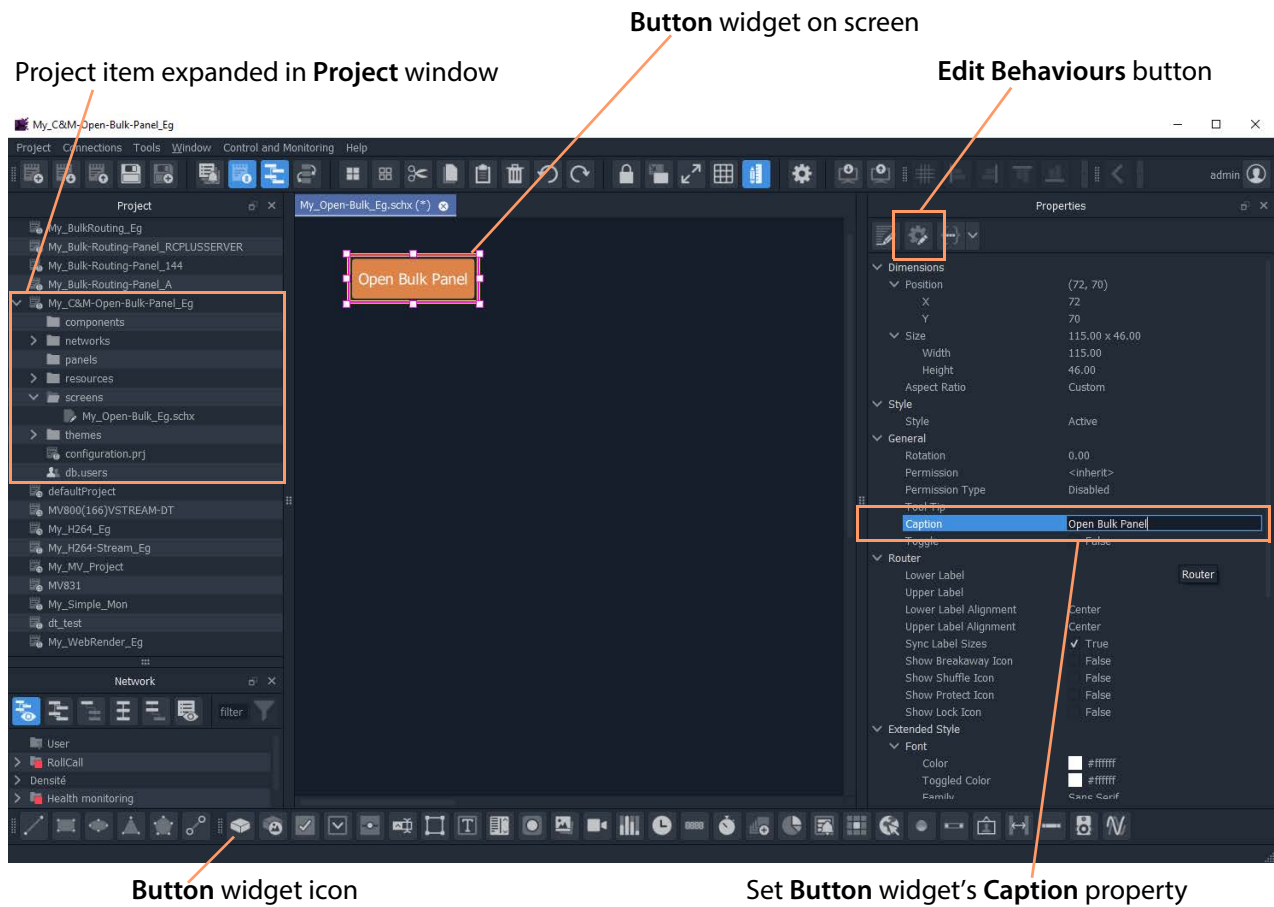 Button widget on screen
Project item expanded in Project window
Edit Behaviours button
My_C&M-Open-Bulk-Panel_Eg
Project Connections Tools Window Control and Monitoring Help
admin
Project
My_BulkRouting_Eg
My_Bulk-Routing-Panel_RCPLUSSERVER
My_Bulk-Routing-Panel_144
My_Bulk-Routing-Panel_A
My_C&M-Open-Bulk-Panel_Eg
components
networks
panels
resources
screens
My_Open-Bulk_Eg.schx
themes
configuration.prj
db.users
defaultProject
MV800(166)VSTREAM-DT
My_H264_Eg
My_H264-Stream_Eg
My_MV_Project
MV831
My_Simple_Mon
dt_test
My_WebRender_Eg
Network
filter
User
RollCall
Densité
Health monitoring
My_Open-Bulk_Eg.schx (*)
Open Bulk Panel
Properties
Dimensions
Position (72, 70)
X 72
Y 70
Size 115.00 x 46.00
Width 115.00
Height 46.00
Aspect Ratio Custom
Style
Style Active
General
Rotation 0.00
Permission <inherit>
Permission Type Disabled
Tool Tip
Caption Open Bulk Panel
Toggle False
Router
Lower Label Router
Upper Label
Lower Label Alignment Center
Upper Label Alignment Center
Sync Label Sizes True
Show Breakaway Icon False
Show Shuffle Icon False
Show Protect Icon False
Show Lock Icon False
Extended Style
Font
Color #ffffff
Toggled Color #ffffff
Family Sans Serif
Button widget icon
Set Button widget's Caption property